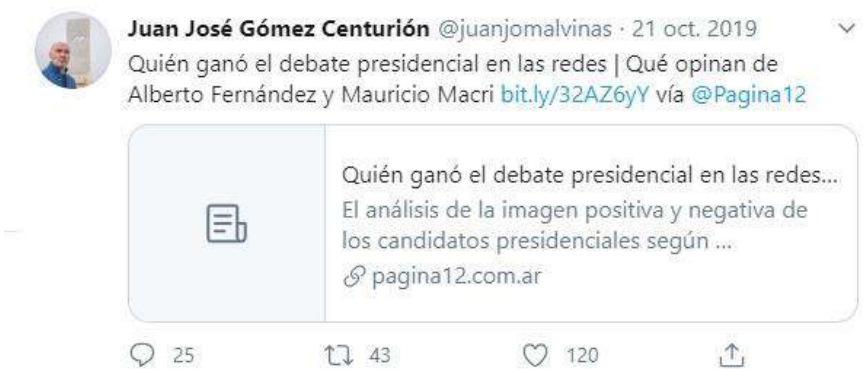 Juan José Gómez Centurión @juanjomalvinas · 21 oct. 2019
Quién ganó el debate presidencial en las redes | Qué opinan de
Alberto Fernández y Mauricio Macri bit.ly/32AZ6yY vía @Pagina12
Quién ganó el debate presidencial en las redes...
El análisis de la imagen positiva y negativa de
los candidatos presidenciales según ...
pagina12.com.ar
25 43 120